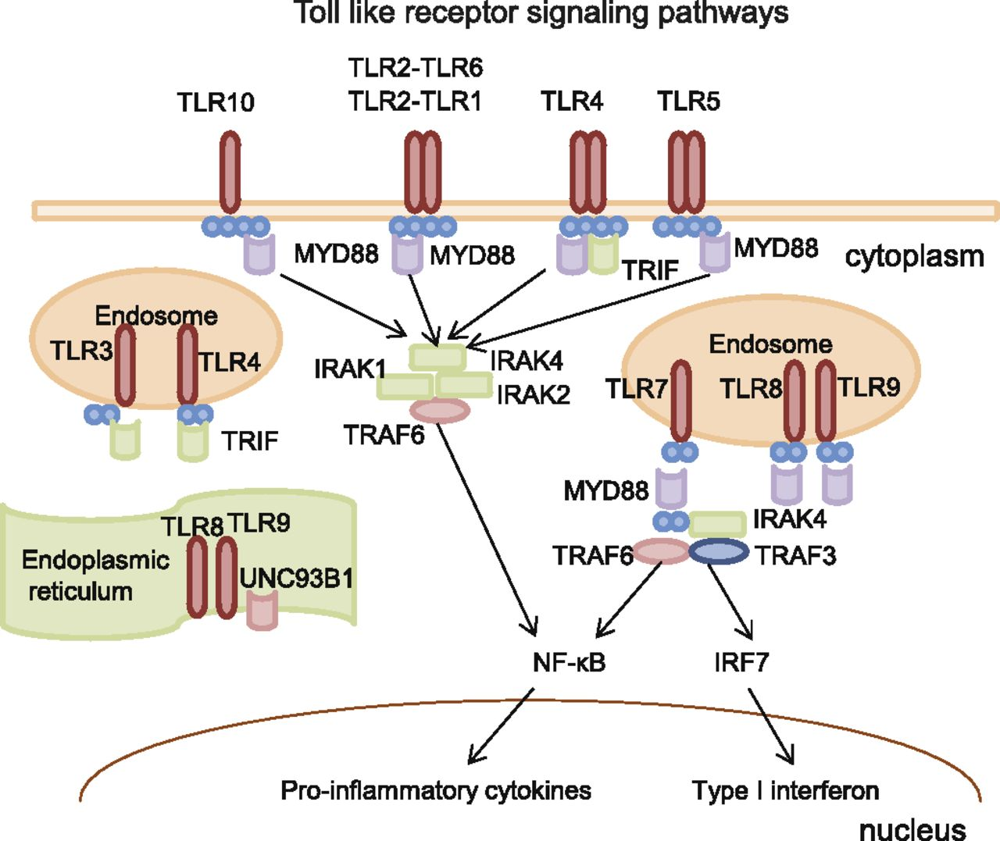 Toll like receptor signaling pathways
TLR2-TLR6
TLR10
TLR2-TLR1
TLR4
TLR5
MYD88
MYD88
TRIF
MYD88
cytoplasm
Endosome
TLR3
TLR4
TRIF
IRAK1
IRAK4
IRAK2
TRAF6
Endosome
TLR7
TLR8
TLR9
MYD88
IRAK4
TRAF6
TRAF3
TLR8
TLR9
Endoplasmic
reticulum
UNC93B1
NF-κB
IRF7
Pro-inflammatory cytokines
Type I interferon
nucleus